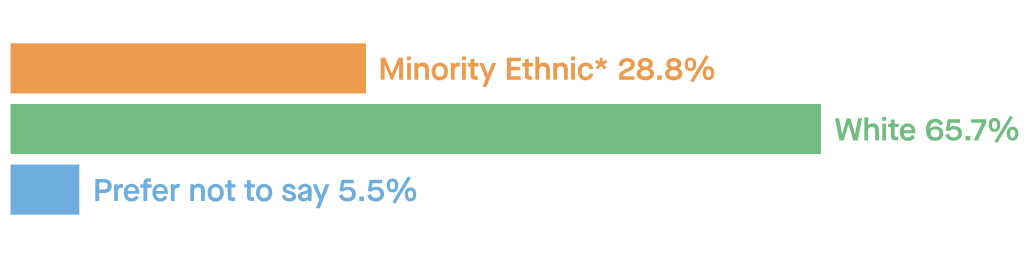 Minority Ethnic* 28.8%
White 65.7%
Prefer not to say 5.5%